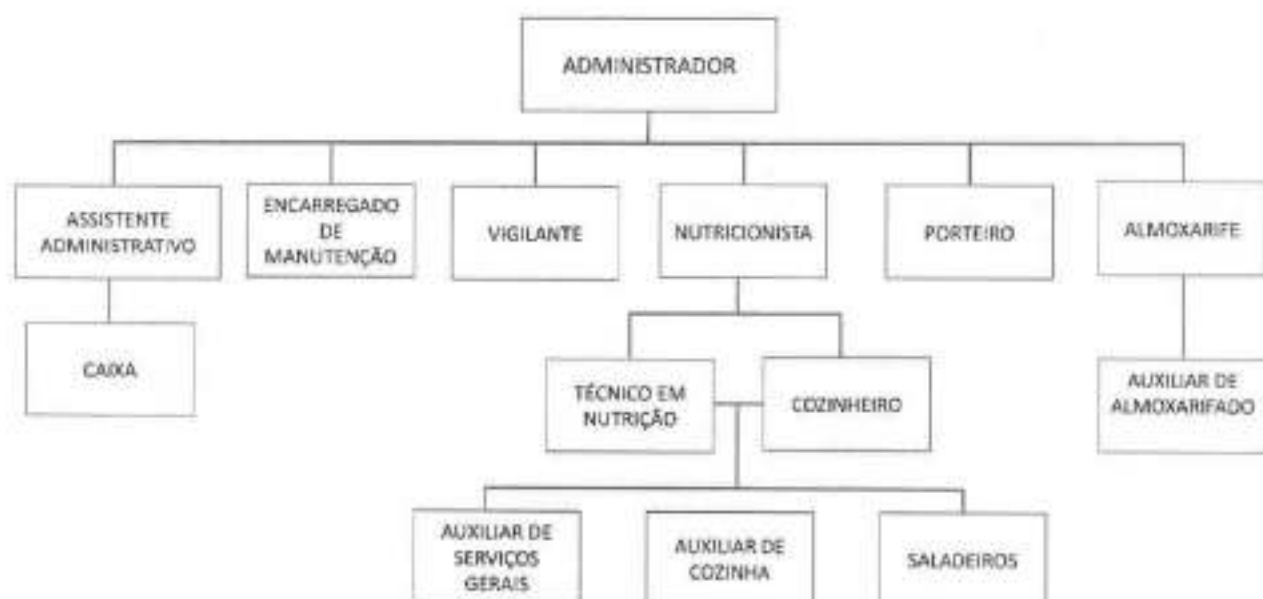 ADMINISTRADOR
ASSISTENTE
ADMINISTRATIVO
ENCARREGADO
DE
MANUTENÇÃO
VIGILANTE
NUTRICIONISTA
PORTEIRO
ALMOXARIFE
CAIXA
TÉCNICO EM
NUTRIÇÃO
COZINHEIRO
AUXILIAR DE
ALMOXARIFADO
AUXILIAR DE
SERVIÇOS
GERAIS
AUXILIAR DE
COZINHA
SALADEIROS